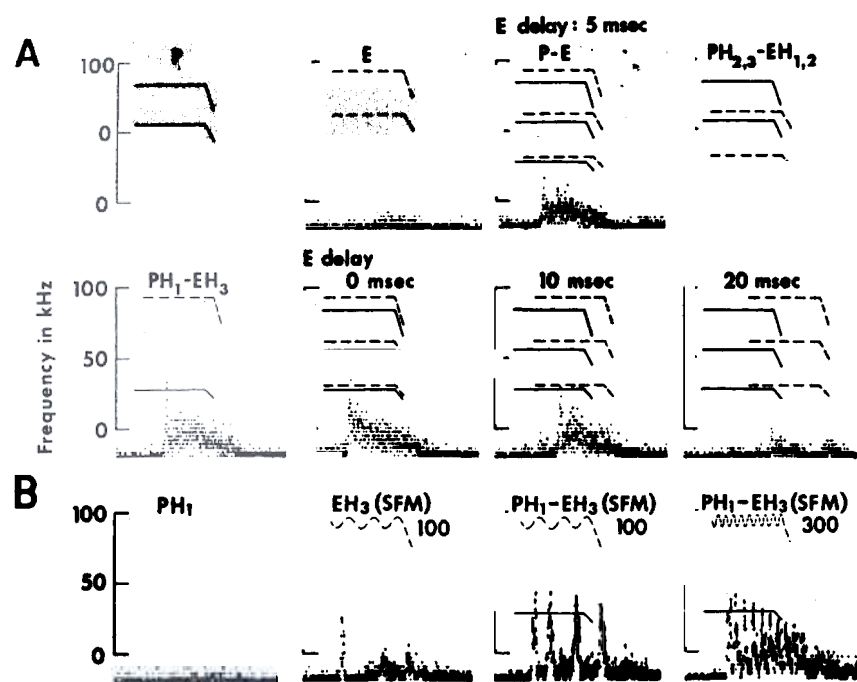 E delay: 5 msec
A
E
P-E
PH2,3-EH1,2
100
0
0
E delay
PH1-EH3
0 msec
10 msec
20 msec
Frequency in kHz
100
50
0
B
PH1
EH3 (SFM)
100
PH1-EH3 (SFM)
100
PH1-EH3 (SFM)
300
100
50
0